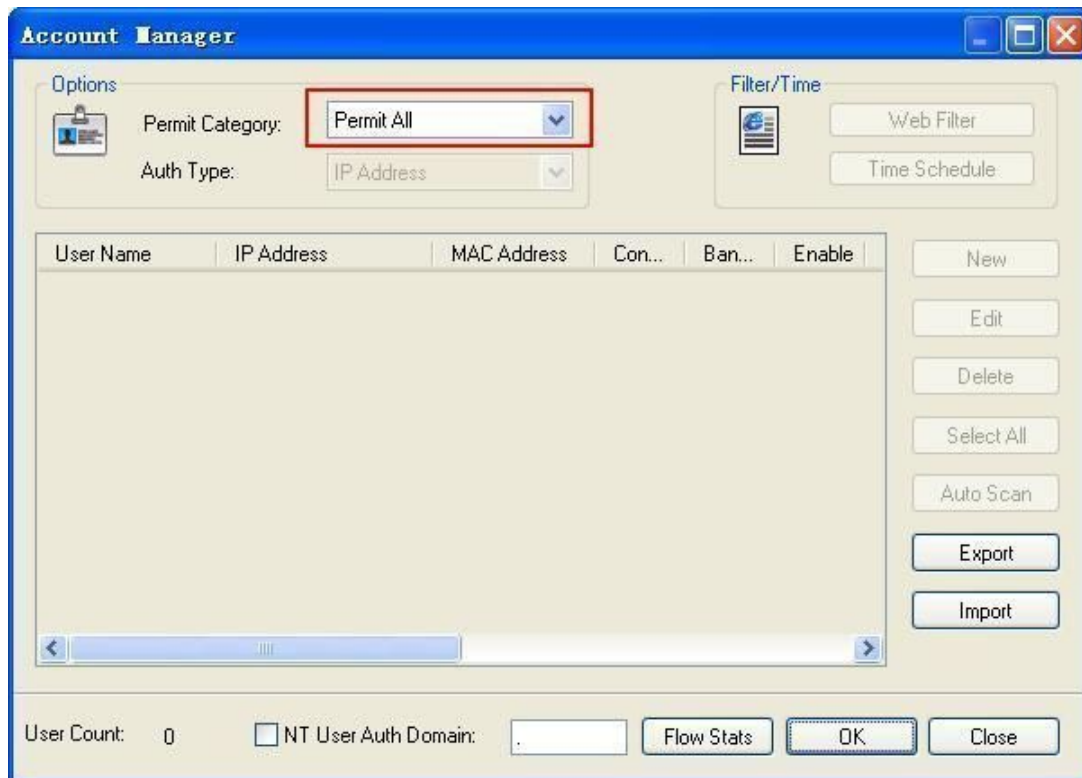 Account Manager
Options
Permit Category: Permit All
Auth Type: IP Address
Filter/Time
Web Filter
Time Schedule
User Name IP Address MAC Address Con... Ban... Enable
New
Edit
Delete
Select All
Auto Scan
Export
Import
User Count: 0 NT User Auth Domain: . Flow Stats OK Close